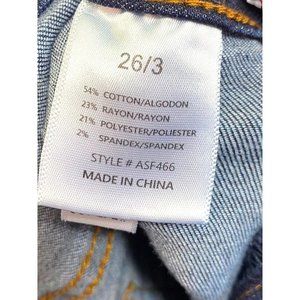 26/3
54% COTTON/ALGODON
23% RAYON/RAYON
21% POLYESTER/POLIESTER
2% SPANDEX/SPANDEX
STYLE # ASF466
MADE IN CHINA